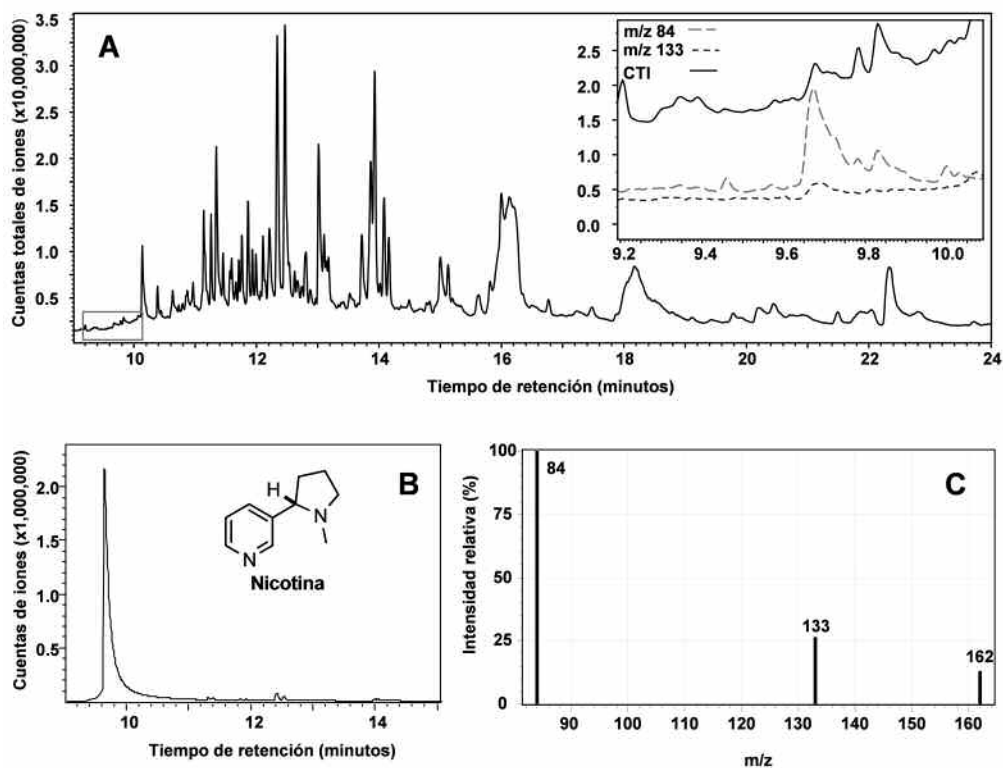 A
Cuentas totales de iones (x10,000,000)
3.5
3.0
2.5
2.0
1.5
1.0
0.5
10 12 14 16 18 20 22 24
Tiempo de retención (minutos)
m/z 84
m/z 133
CTI
2.5
2.0
1.5
1.0
0.5
0.0
9.2 9.4 9.6 9.8 10.0
B
Cuentas de iones (x1,000,000)
2.0
1.5
1.0
0.5
H
N
N
Nicotina
10 12 14
Tiempo de retención (minutos)
C
Intensidad relativa (%)
100
75
50
25
0
84
133
162
90 100 110 120 130 140 150 160
m/z